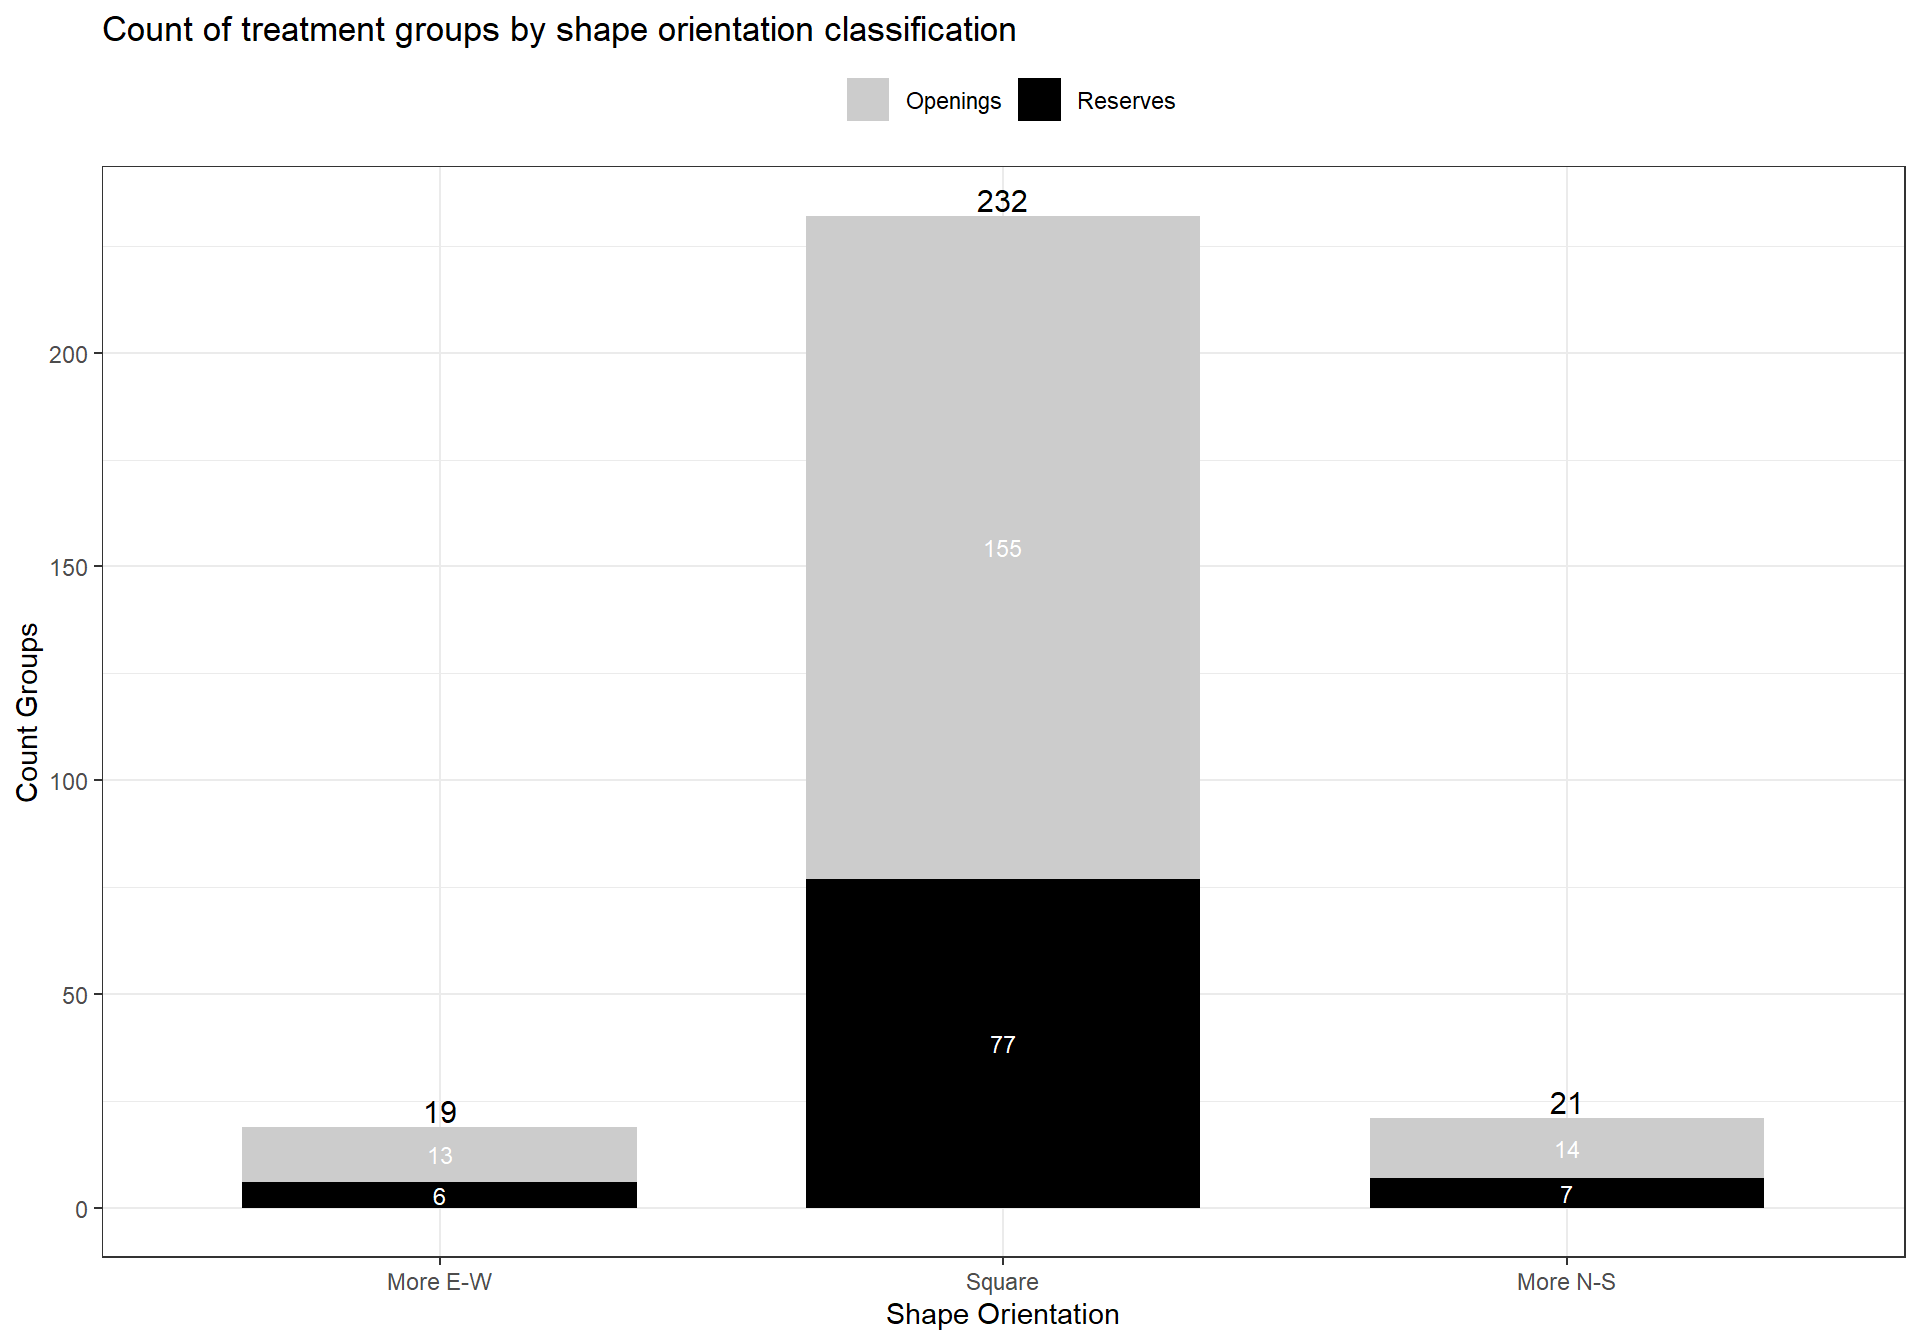 Count of treatment groups by shape orientation classification
Openings Reserves
232
200
155
150
Count Groups
100
77
50
19
21
13
14
6
7
0
More E-W Square More N-S
Shape Orientation